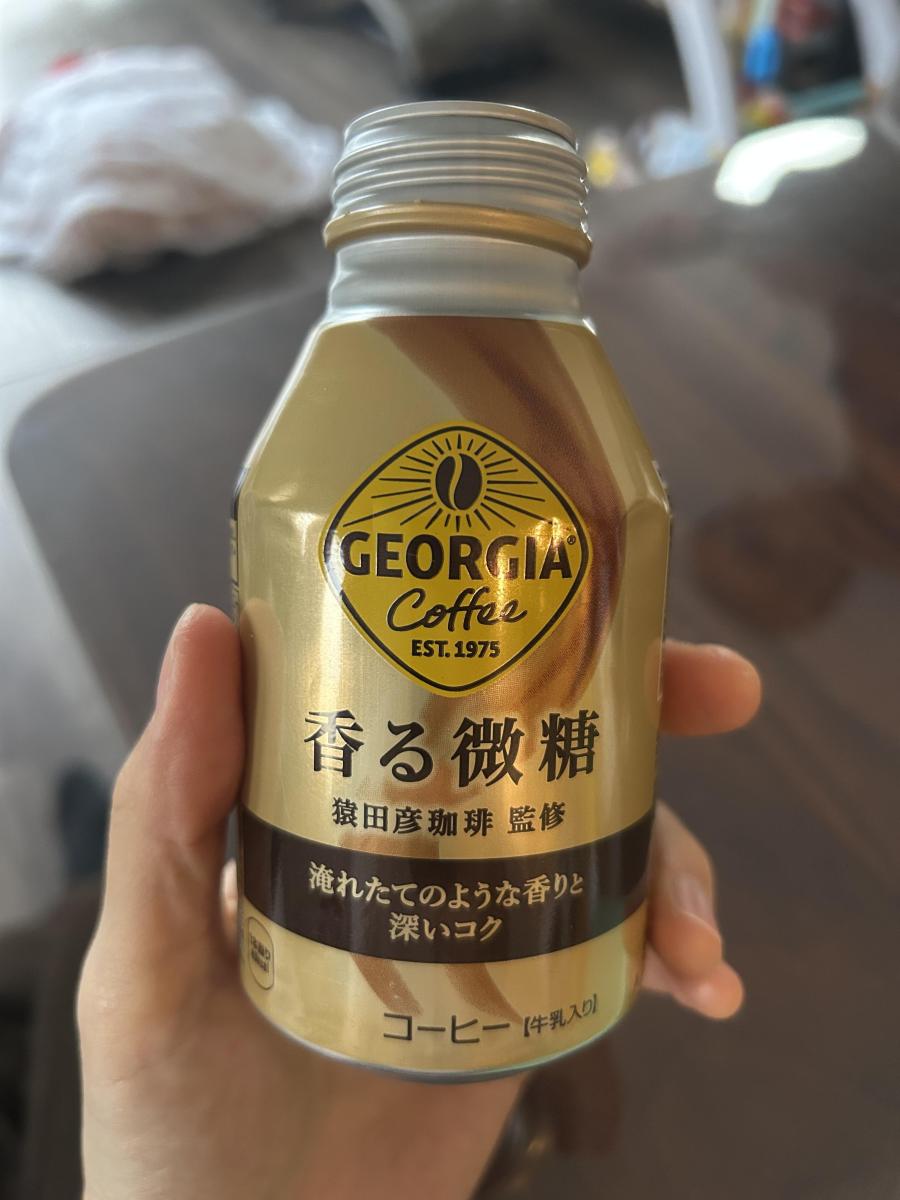 GEORGIA®
Coffee
EST. 1975
香る微糖
猿田彦珈琲 監修
淹れたてのような香りと
深いコク
コーヒー【牛乳入り】